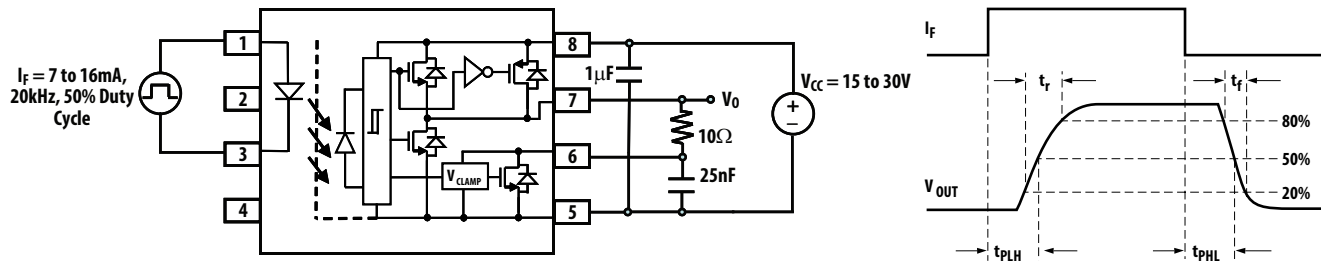 I_F = 7 to 16mA,
20kHz, 50% Duty
Cycle
1
2
3
4
V_CLAMP
8
7
6
5
1μF
V_O
10Ω
25nF
V_CC = 15 to 30V
+
−
I_F
t_r
t_f
80%
50%
20%
V_OUT
t_PLH
t_PHL